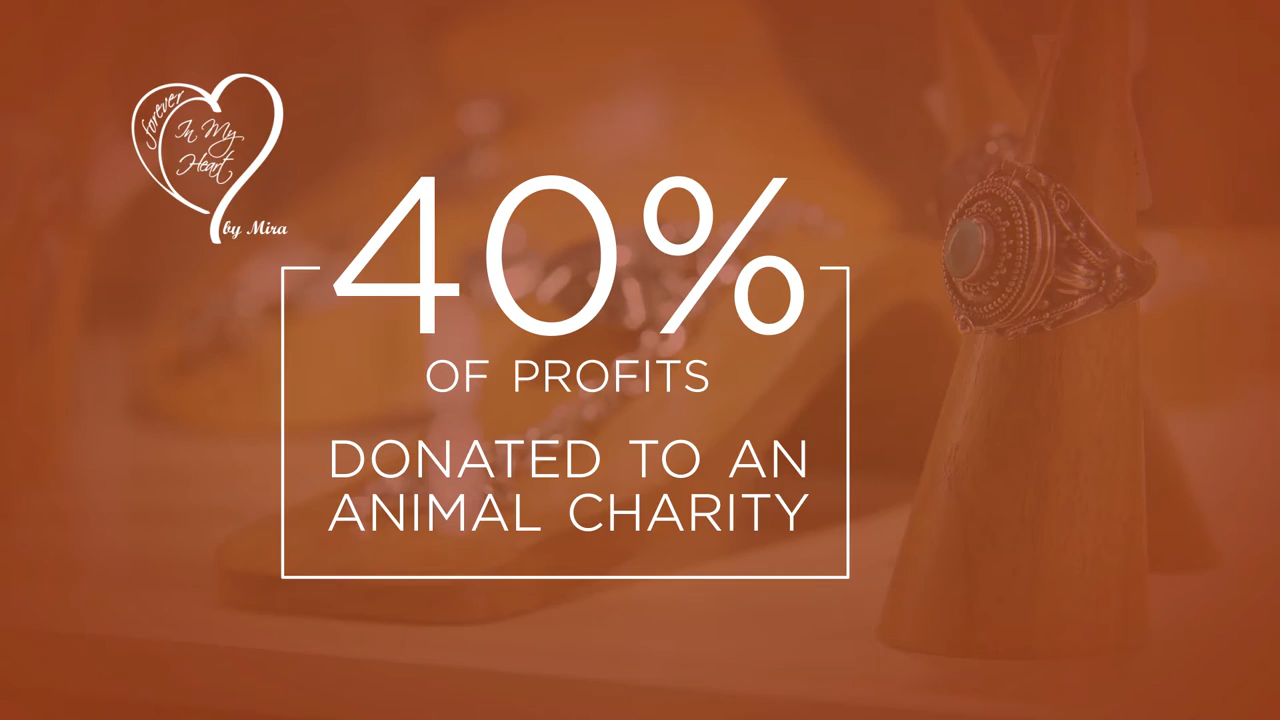 forever
In My
Heart
by Mira
40%
OF PROFITS
DONATED TO AN
ANIMAL CHARITY